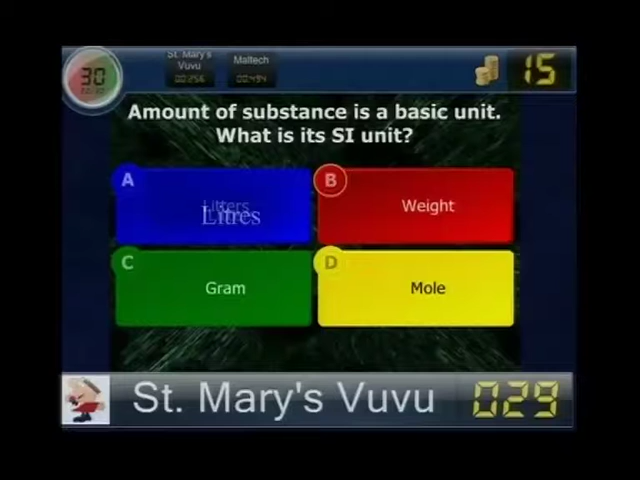 30
St. Mary's
Vuvu
Maltech
15
Amount of substance is a basic unit.
What is its SI unit?
A
Litres
B
Weight
C
Gram
D
Mole
St. Mary's Vuvu
029